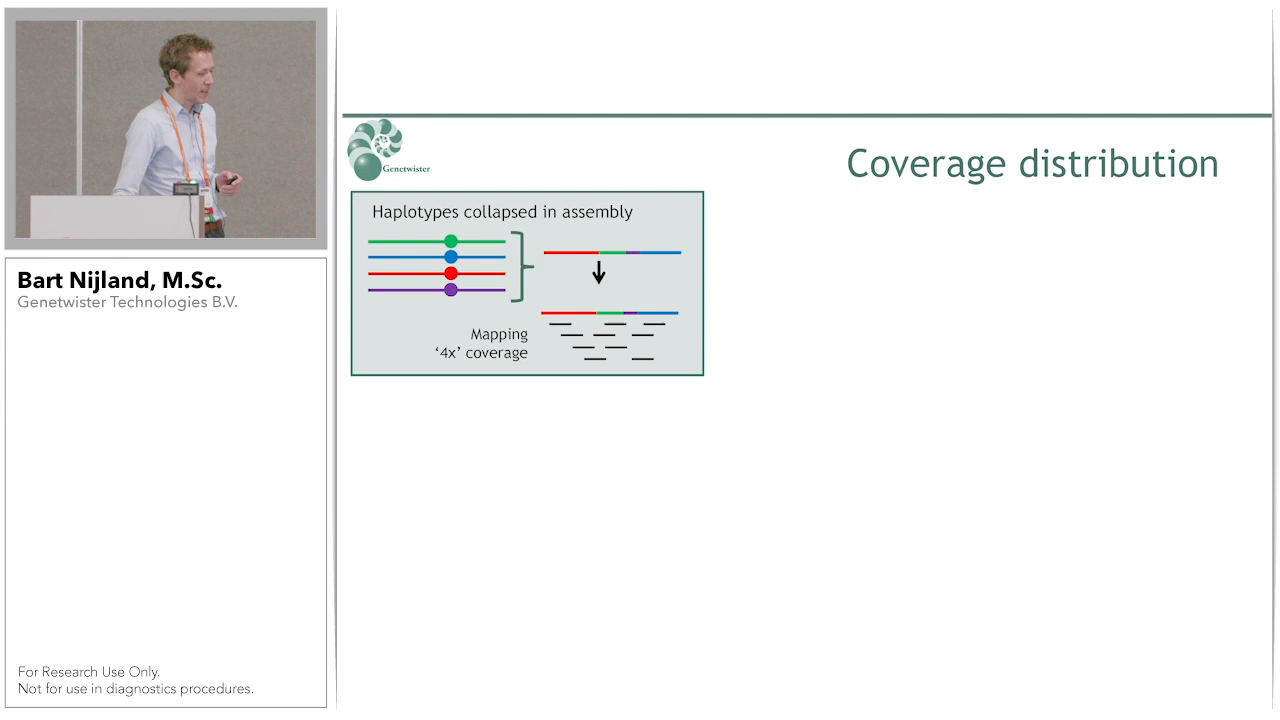 Bart Nijland, M.Sc.
Genetwister Technologies B.V.
For Research Use Only.
Not for use in diagnostics procedures.
Genetwister
Coverage distribution
Haplotypes collapsed in assembly
Mapping
‘4x’ coverage